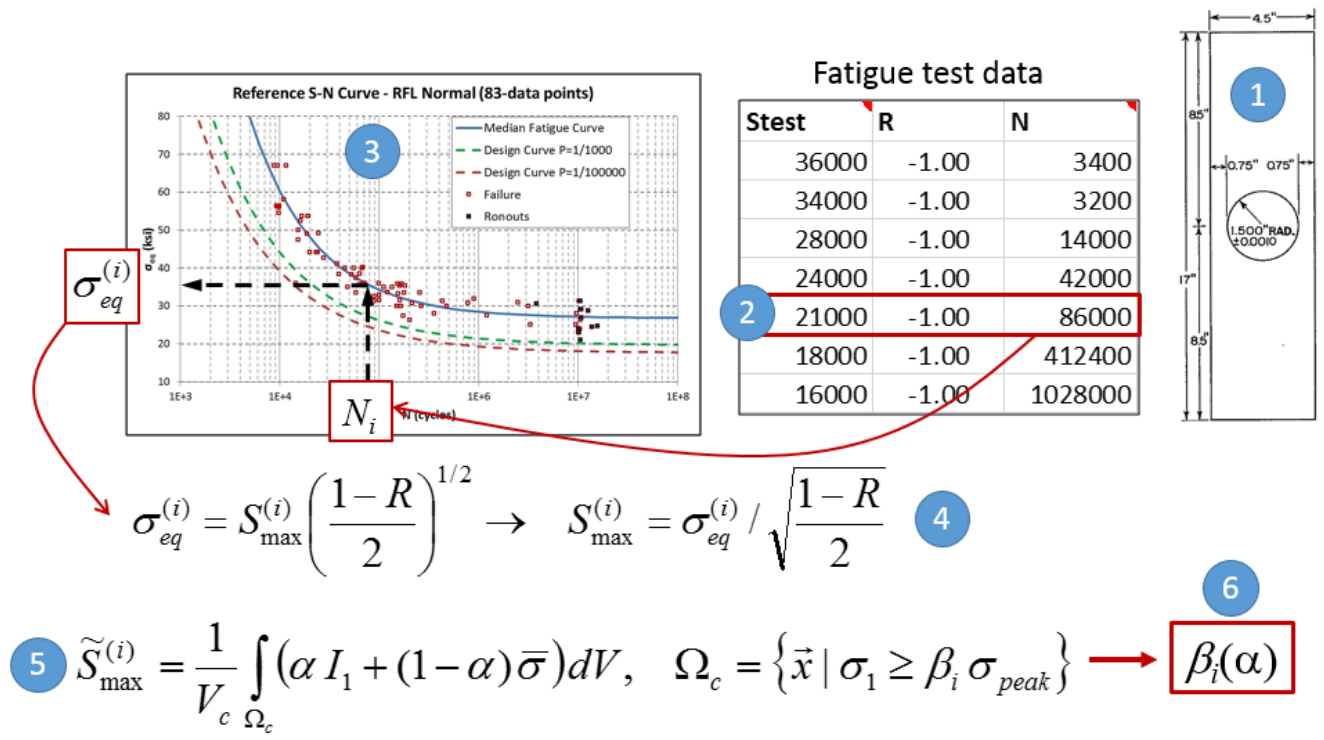 4.5"
Fatigue test data
1
8.5"
0.75" 0.75"
1.500" RAD.
±0.0010
17"
8.5"
Reference S-N Curve - RFL Normal (83-data points)
80
70
60
50
40
30
20
10
σeq (ksi)
Median Fatigue Curve
Design Curve P=1/1000
Design Curve P=1/100000
Failure
Ronouts
3
1E+3 1E+4 1E+6 1E+7 1E+8
N (cycles)
σ_eq^(i)
N_i
Stest R N
36000 -1.00 3400
34000 -1.00 3200
28000 -1.00 14000
24000 -1.00 42000
2 21000 -1.00 86000
18000 -1.00 412400
16000 -1.00 1028000
σ_eq^(i) = S_max^(i) ((1−R)/2)^1/2 → S_max^(i) = σ_eq^(i) / √((1−R)/2) 4
6
5 S̃_max^(i) = 1/V_c ∫_Ω_c (α I_1 + (1−α)σ̄)dV, Ω_c = {x⃗ | σ_1 ≥ β_i σ_peak} → β_i(α)